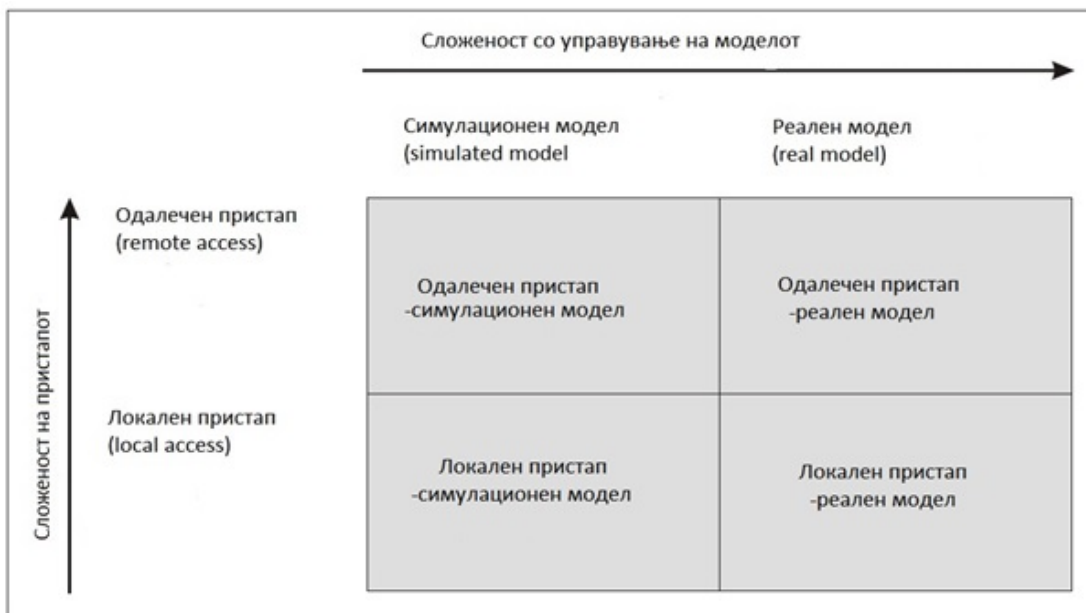 Сложеност со управување на моделот
Симулационен модел
(simulated model
Реален модел
(real model)
Сложеност на пристапот
Одалечен пристап
(remote access)
Одалечен пристап
-симулационен модел
Одалечен пристап
-реален модел
Локален пристап
(local access)
Локален пристап
-симулационен модел
Локален пристап
-реален модел